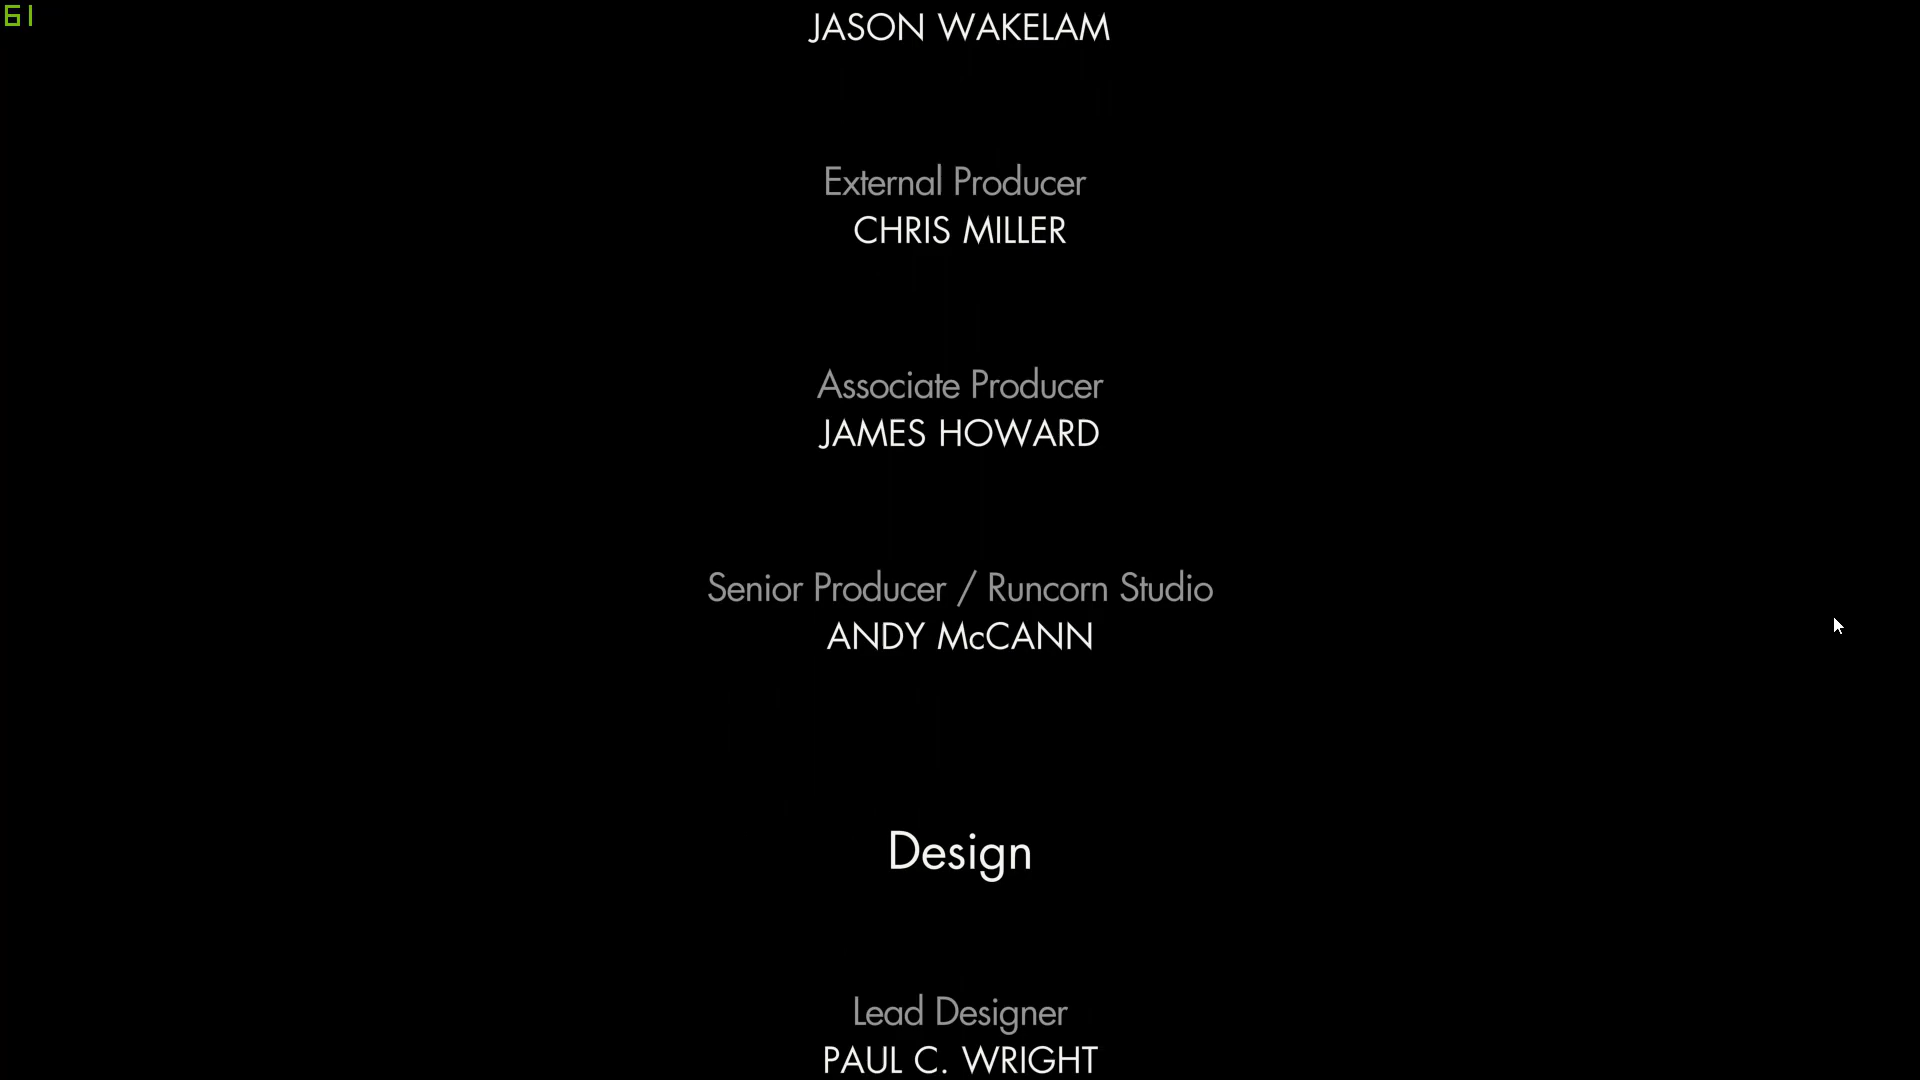 61
JASON WAKELAM
External Producer
CHRIS MILLER
Associate Producer
JAMES HOWARD
Senior Producer / Runcorn Studio
ANDY McCANN
Design
Lead Designer
PAUL C. WRIGHT